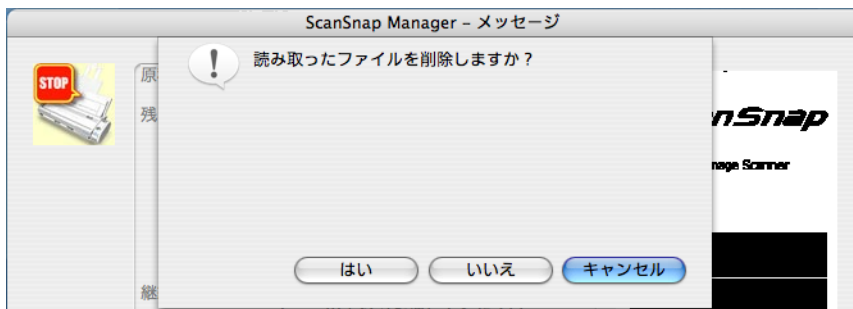 ScanSnap Manager – メッセージ
読み取ったファイルを削除しますか？
STOP
原
残
nSnap
mage Scanner
はい
いいえ
キャンセル
継